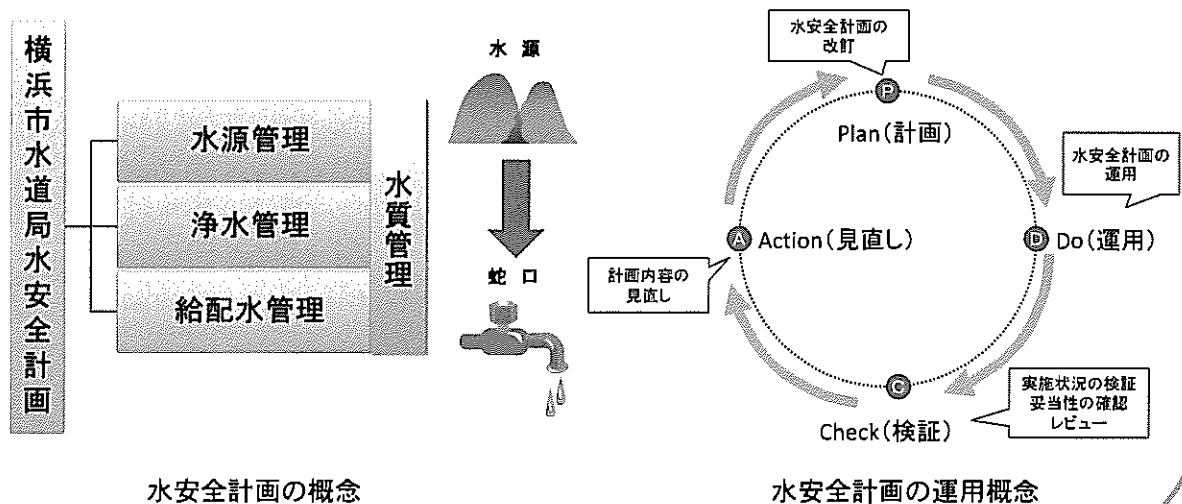 横浜市水道局水安全計画
水源管理
浄水管理
給配水管理
水質管理
水 源
蛇 口
水安全計画の概念
水安全計画の
改訂
P
Plan(計画)
水安全計画の
運用
D
Do(運用)
A
Action(見直し)
計画内容の
見直し
C
Check(検証)
実施状況の検証
妥当性の確認
レビュー
水安全計画の運用概念